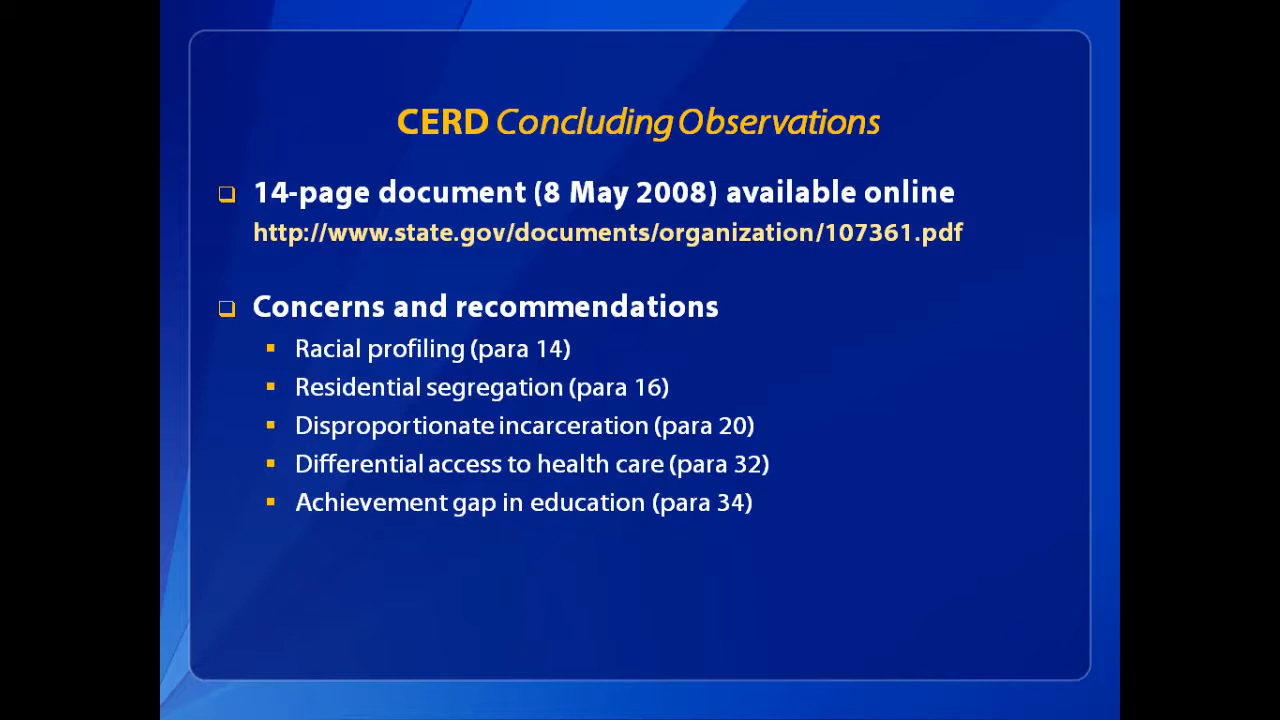 CERD Concluding Observations
14-page document (8 May 2008) available online
http://www.state.gov/documents/organization/107361.pdf
Concerns and recommendations
Racial profiling (para 14)
Residential segregation (para 16)
Disproportionate incarceration (para 20)
Differential access to health care (para 32)
Achievement gap in education (para 34)